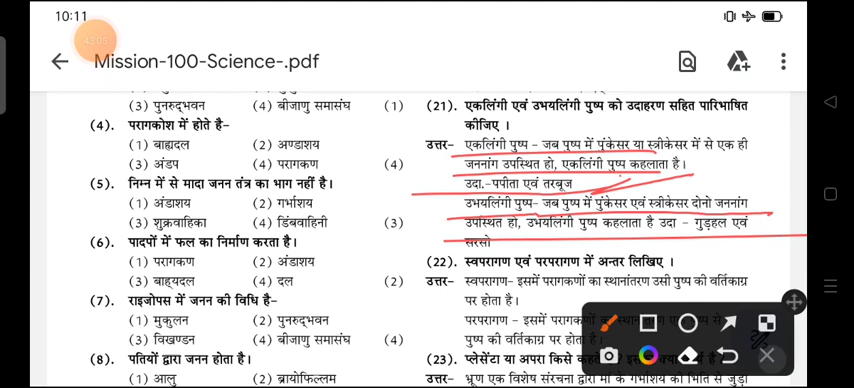 10:11
43:05
Mission-100-Science-.pdf
(3) पुनरुद्भवन (4) बीजाणु समासंघ (1)
(4). परागकोश में होते है-
(1) बाह्यदल (2) अण्डाशय
(3) अंडप (4) परागकण (4)
(5). निम्न में से मादा जनन तंत्र का भाग नहीं है।
(1) अंडाशय (2) गर्भाशय
(3) शुक्रवाहिका (4) डिंबवाहिनी (3)
(6). पादपों में फल का निर्माण करता है।
(1) परागकण (2) अंडाशय
(3) बाह्यदल (4) दल (2)
(7). राइजोपस में जनन की विधि है-
(1) मुकुलन (2) पुनरुद्भवन
(3) विखण्डन (4) बीजाणु समासंघ (4)
(8). पतियों द्वारा जनन होता है।
(1) आलु (2) ब्रायोफिल्लम
(21). एकलिंगी एवं उभयलिंगी पुष्प को उदाहरण सहित पारिभाषित
कीजिए ।
उत्तर- एकलिंगी पुष्प - जब पुष्प में पुंकेसर या स्त्रीकेसर में से एक ही
जननांग उपस्थित हो, एकलिंगी पुष्प कहलाता है।
उदा.-पपीता एवं तरबूज
उभयलिंगी पुष्प- जब पुष्प में पुंकेसर एवं स्त्रीकेसर दोनो जननांग
उपस्थित हो, उभयलिंगी पुष्प कहलाता है उदा - गुड़हल एवं
सरसो
(22). स्वपरागण एवं परपरागण में अन्तर लिखिए ।
उत्तर- स्वपरागण- इसमें परागकणों का स्थानांतरण उसी पुष्प की वर्तिकाग्र
पर होता है।
परपरागण - इसमें परागकणों
पुष्प की वर्तिकाग्र पर होता
(23). प्लेसेंटा या अपरा किसे
उत्तर- भ्रूण एक विशेष संरचना द्वारा मां के गर्भाशय की भिति से जुड़ा